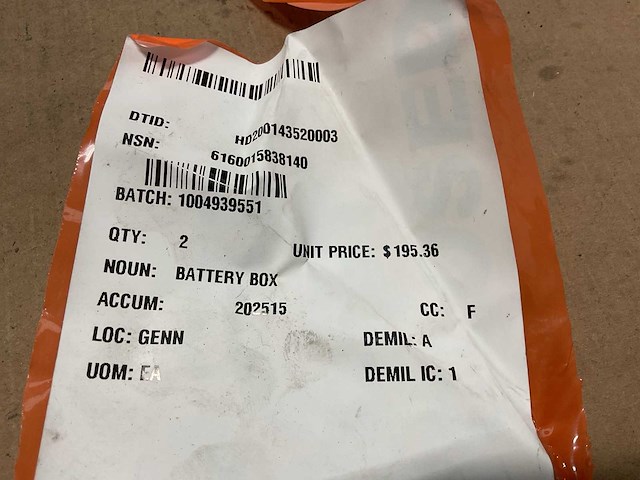 DTID: HD200143520003
NSN: 6160015838140
BATCH: 1004939551
QTY: 2 UNIT PRICE: $195.36
NOUN: BATTERY BOX
ACCUM: 202515 CC: F
LOC: GENN DEMIL: A
UOM: EA DEMIL IC: 1